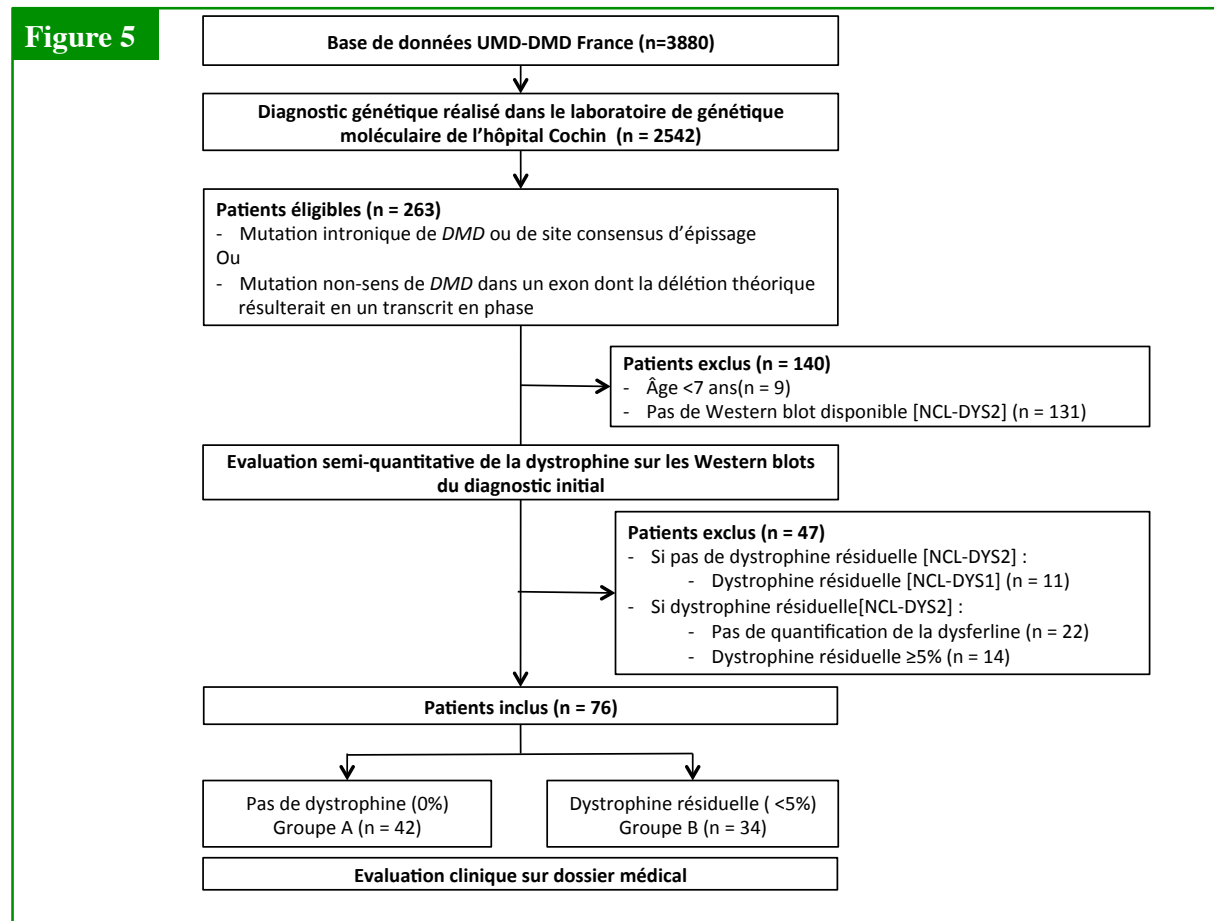 Figure 5
Base de données UMD-DMD France (n=3880)
Diagnostic génétique réalisé dans le laboratoire de génétique
moléculaire de l'hôpital Cochin (n = 2542)
Patients éligibles (n = 263)
- Mutation intronique de DMD ou de site consensus d'épissage
Ou
- Mutation non-sens de DMD dans un exon dont la délétion théorique
résulterait en un transcrit en phase
Patients exclus (n = 140)
- Âge <7 ans(n = 9)
- Pas de Western blot disponible [NCL-DYS2] (n = 131)
Evaluation semi-quantitative de la dystrophine sur les Western blots
du diagnostic initial
Patients exclus (n = 47)
- Si pas de dystrophine résiduelle [NCL-DYS2] :
- Dystrophine résiduelle [NCL-DYS1] (n = 11)
- Si dystrophine résiduelle[NCL-DYS2] :
- Pas de quantification de la dysferline (n = 22)
- Dystrophine résiduelle ≥5% (n = 14)
Patients inclus (n = 76)
Pas de dystrophine (0%)
Groupe A (n = 42)
Dystrophine résiduelle ( <5%)
Groupe B (n = 34)
Evaluation clinique sur dossier médical